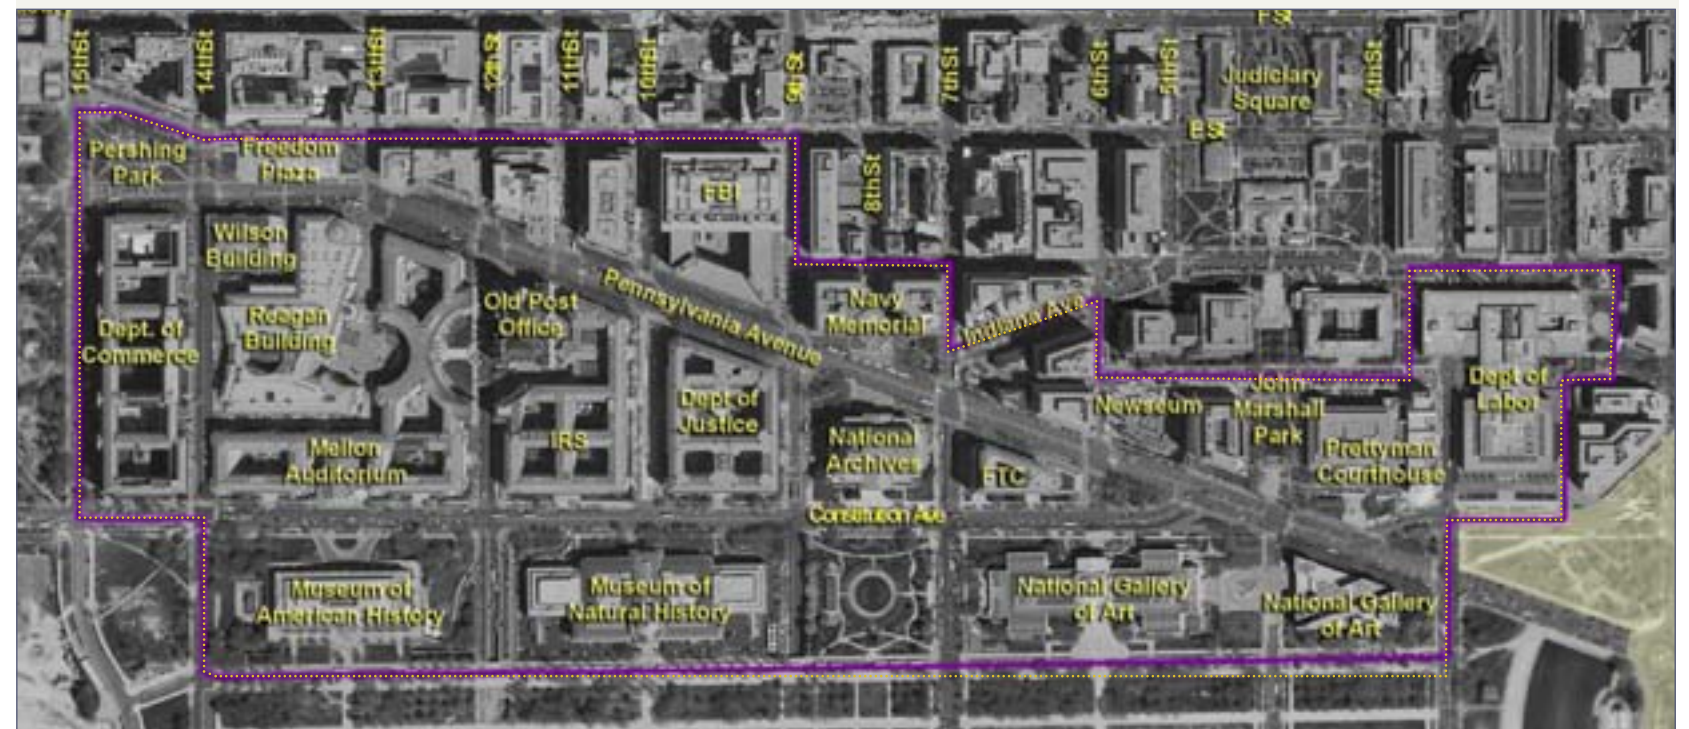 F St
15th St
14th St
13th St
12th St
11th St
10th St
9th St
7th St
6th St
5th St
4th St
Judiciary
Square
E St
Pershing
Park
Freedom
Plaza
FBI
8th St
Wilson
Building
Pennsylvania Avenue
Old Post
Office
Navy
Memorial
Indiana Ave
Dept. of
Commerce
Reagan
Building
Dept of
Justice
Newseum
John
Marshall
Park
Dept of
Labor
Mellon
Auditorium
IRS
National
Archives
FTC
Prettyman
Courthouse
Constitution Ave
Museum of
American History
Museum of
Natural History
National Gallery
of Art
National Gallery
of Art